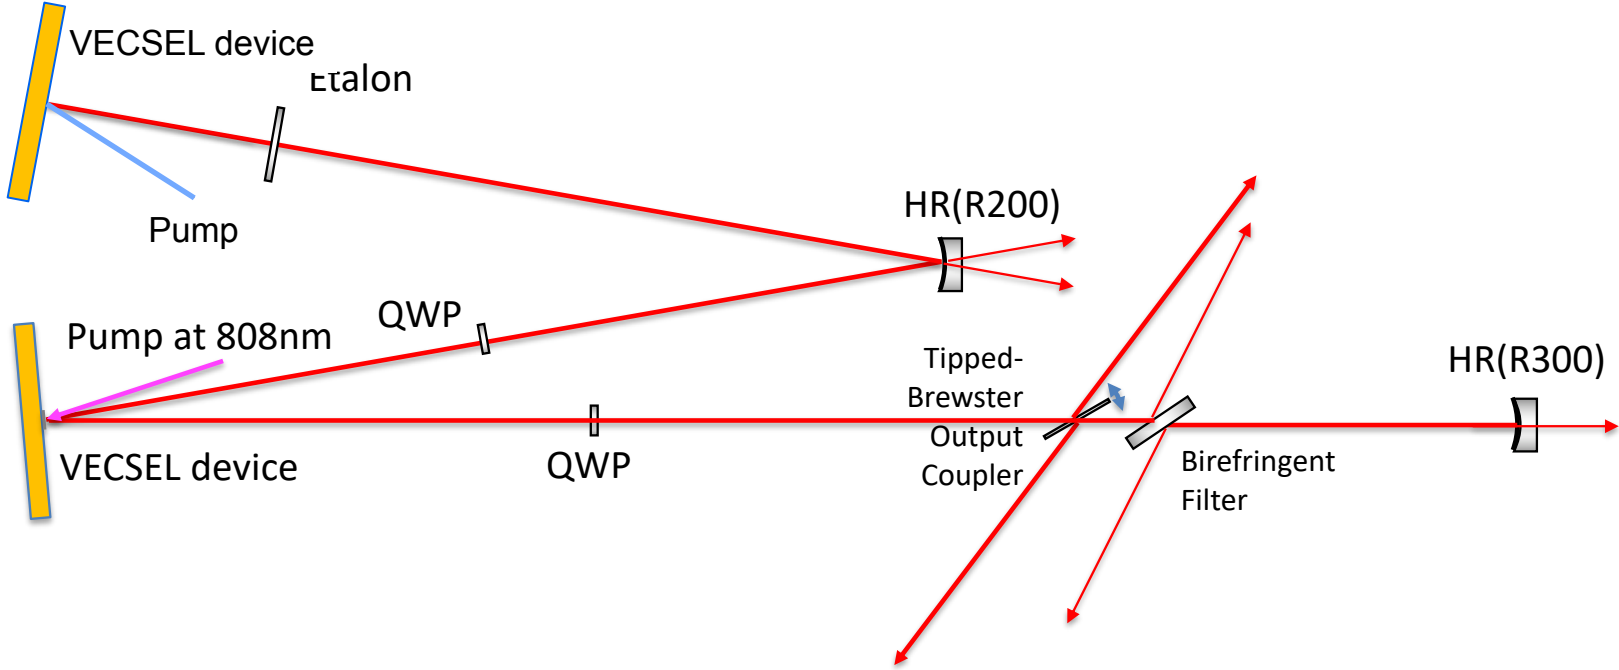 VECSEL device
Etalon
Pump
HR(R200)
QWP
Pump at 808nm
Tipped-
Brewster
Output
Coupler
HR(R300)
VECSEL device
QWP
Birefringent
Filter